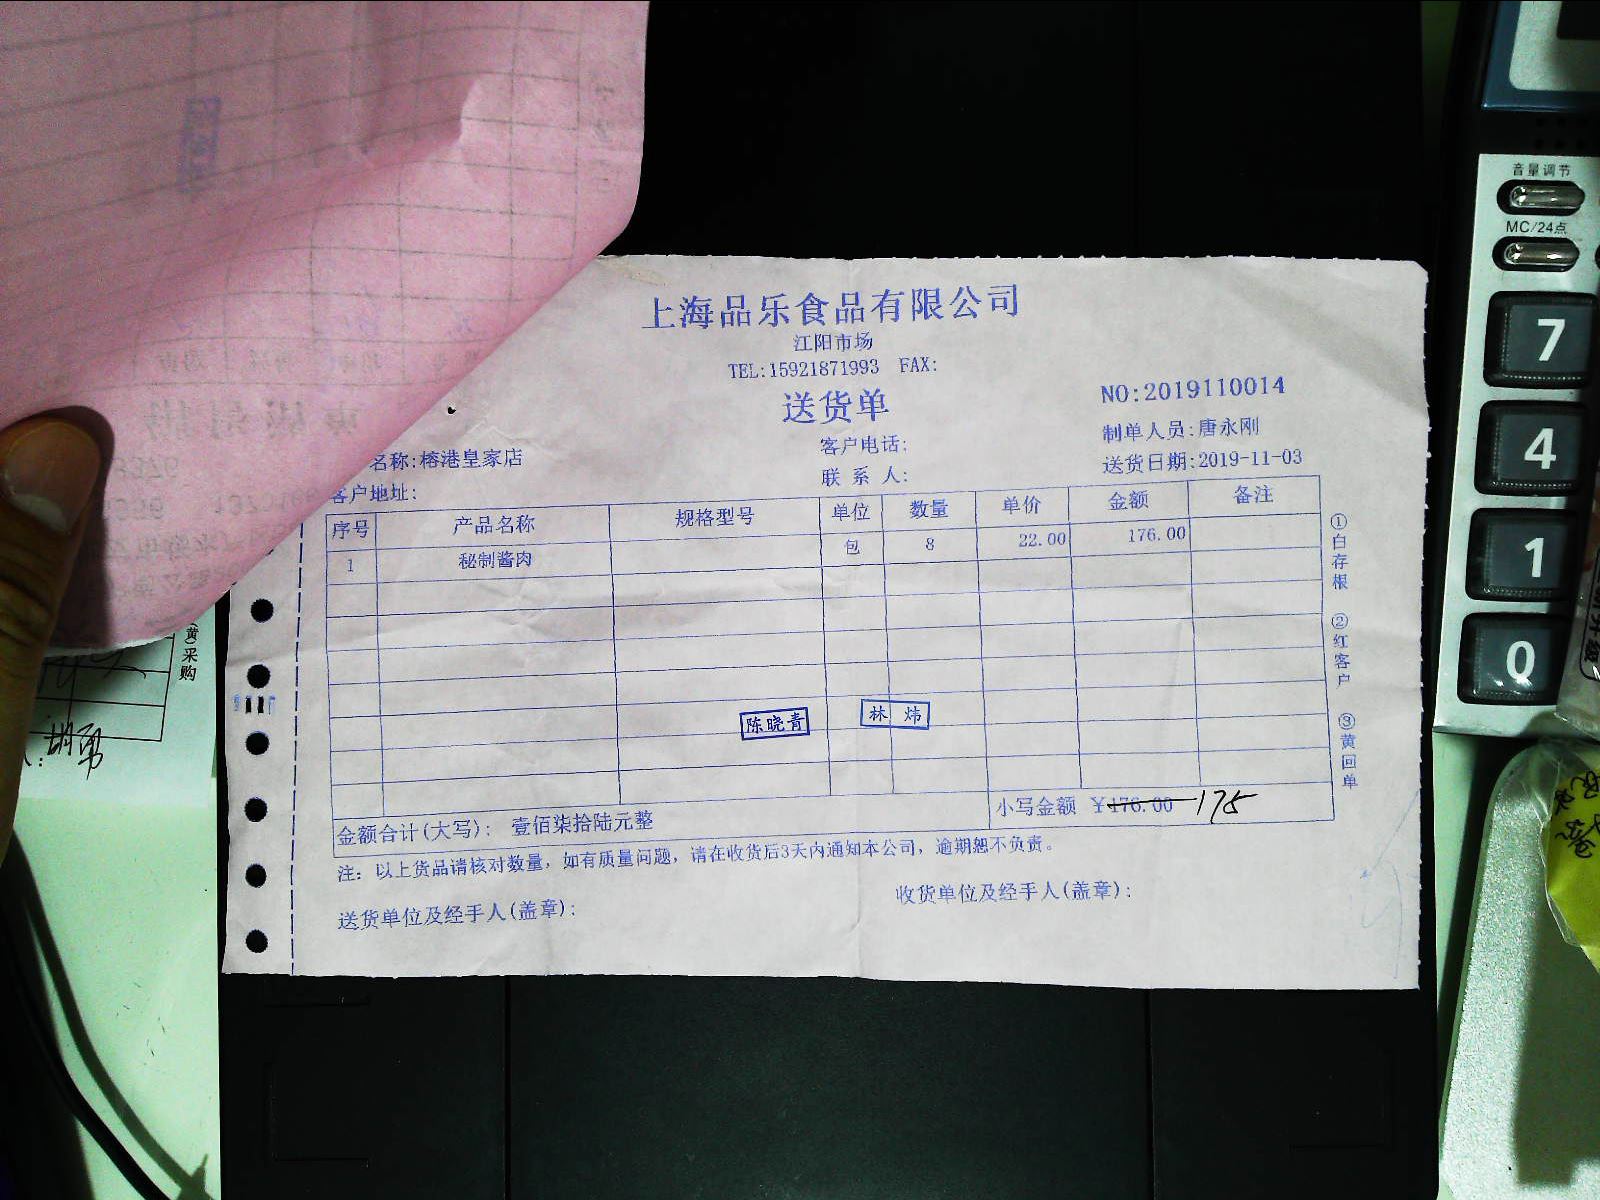 上海品乐食品有限公司
江阳市场
TEL:15921871993 FAX:
送货单
NO:2019110014
制单人员:唐永刚
送货日期:2019-11-03
客户电话:
联 系 人:
名称:榕港皇家店
客户地址:
序号 产品名称 规格型号 单位 数量 单价 金额 备注
1 秘制酱肉 包 8 22.00 176.00
陈晓青 林 炜
金额合计(大写): 壹佰柒拾陆元整 小写金额 ¥176.00 175
注: 以上货品请核对数量, 如有质量问题, 请在收货后3天内通知本公司, 逾期恕不负责。
送货单位及经手人(盖章): 收货单位及经手人(盖章):
①白存根 ②红客户 ③黄回单
(黄)采购
音量调节
MC/24点
7
4
1
0